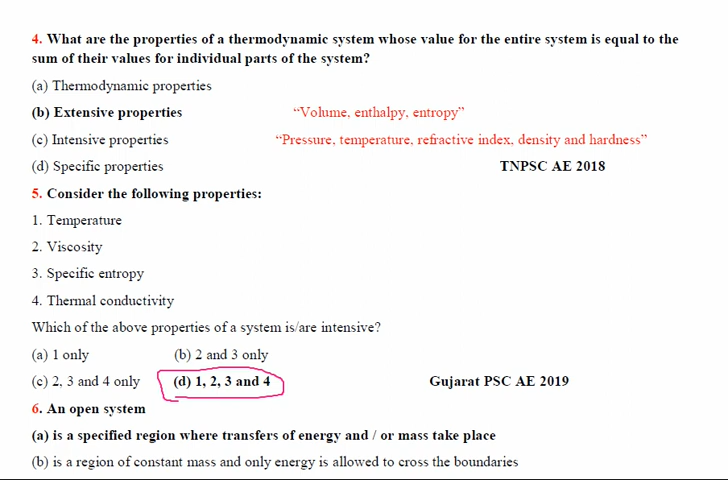 4. What are the properties of a thermodynamic system whose value for the entire system is equal to the
sum of their values for individual parts of the system?
(a) Thermodynamic properties
(b) Extensive properties “Volume, enthalpy, entropy”
(c) Intensive properties “Pressure, temperature, refractive index, density and hardness”
(d) Specific properties TNPSC AE 2018
5. Consider the following properties:
1. Temperature
2. Viscosity
3. Specific entropy
4. Thermal conductivity
Which of the above properties of a system is/are intensive?
(a) 1 only (b) 2 and 3 only
(c) 2, 3 and 4 only (d) 1, 2, 3 and 4 Gujarat PSC AE 2019
6. An open system
(a) is a specified region where transfers of energy and / or mass take place
(b) is a region of constant mass and only energy is allowed to cross the boundaries